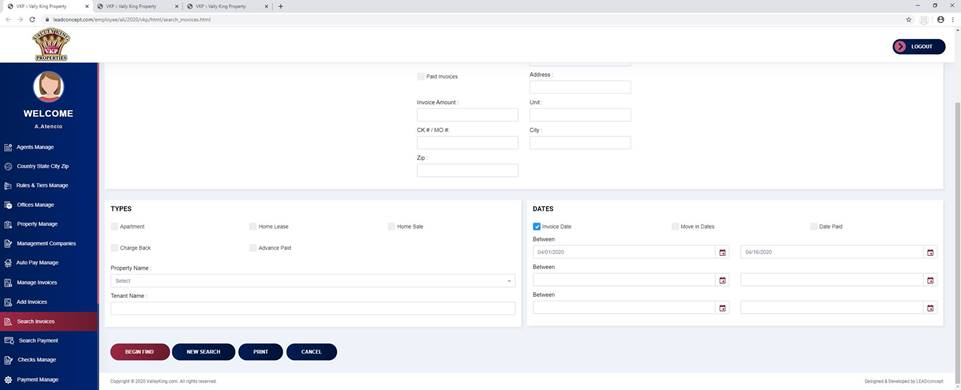 VKP - Vally King Property
VKP - Vally King Property
VKP - Vally King Property
leadconcept.com/employee/ali/2020/vkp/html/search_invoices.html
VALLEY KING
VKP
PROPERTIES
LOGOUT
WELCOME
A.Atencio
Agents Manage
Country State City Zip
Rules & Tiers Manage
Offices Manage
Property Manage
Management Companies
Auto Pay Manage
Manage Invoices
Add Invoices
Search Invoices
Search Payment
Checks Manage
Payment Manage
Paid Invoices
Address :
Invoice Amount :
Unit :
CK # / MO #:
City :
Zip :
TYPES
Apartment
Home Lease
Home Sale
Charge Back
Advance Paid
Property Name :
Select
Tenant Name :
DATES
Invoice Date
Move in Dates
Date Paid
Between
04/01/2020
04/16/2020
Between
Between
BEGIN FIND
NEW SEARCH
PRINT
CANCEL
Copyright © 2020 ValleyKing.com. All rights reserved.
Designed & Developed by LEADconcept